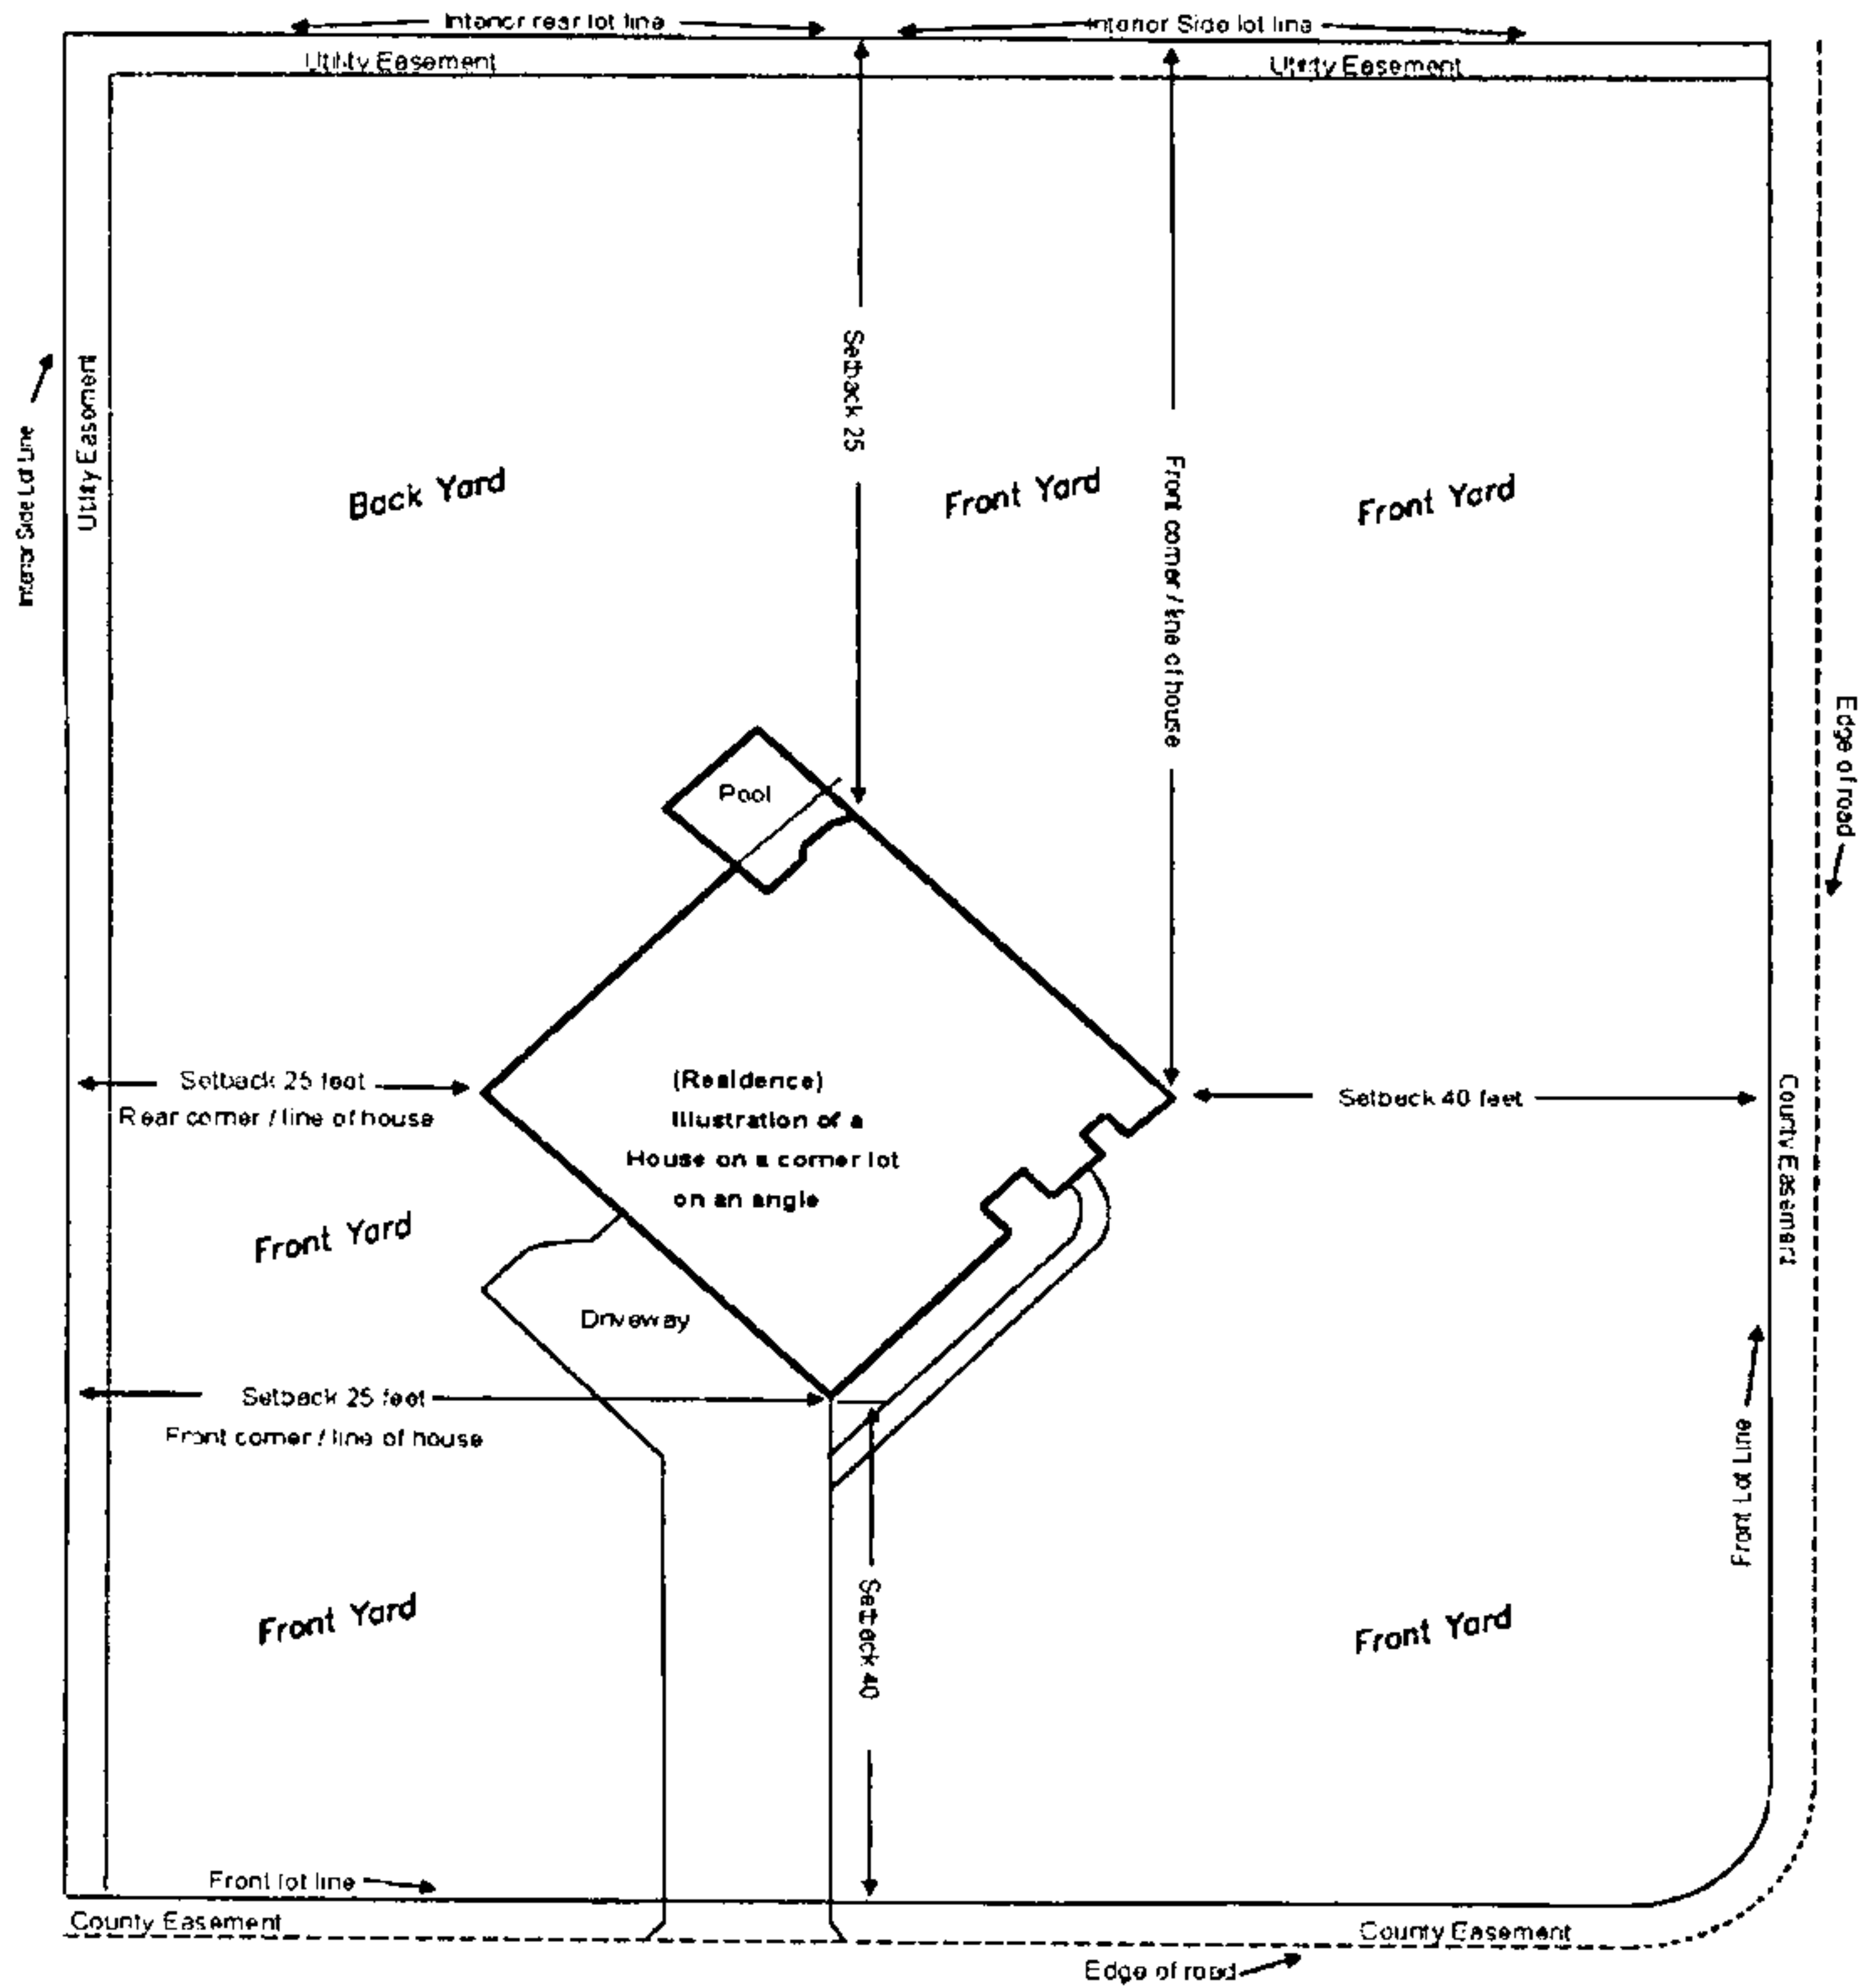 Interior rear lot line
Interior Side lot line
Utility Easement
Utility Easement
Interior Side Lot Line
Utility Easement
Setback 25
Front corner / line of house
Back Yard
Front Yard
Front Yard
Edge of road
Pool
Setback 25 feet
Rear corner / line of house
(Residence)
Illustration of a
House on a corner lot
on an angle
Setback 40 feet
County Easement
Front Yard
Driveway
Setback 25 feet
Front corner / line of house
Front Lot Line
Front Yard
Setback 40
Front Yard
Front lot line
County Easement
County Easement
Edge of road